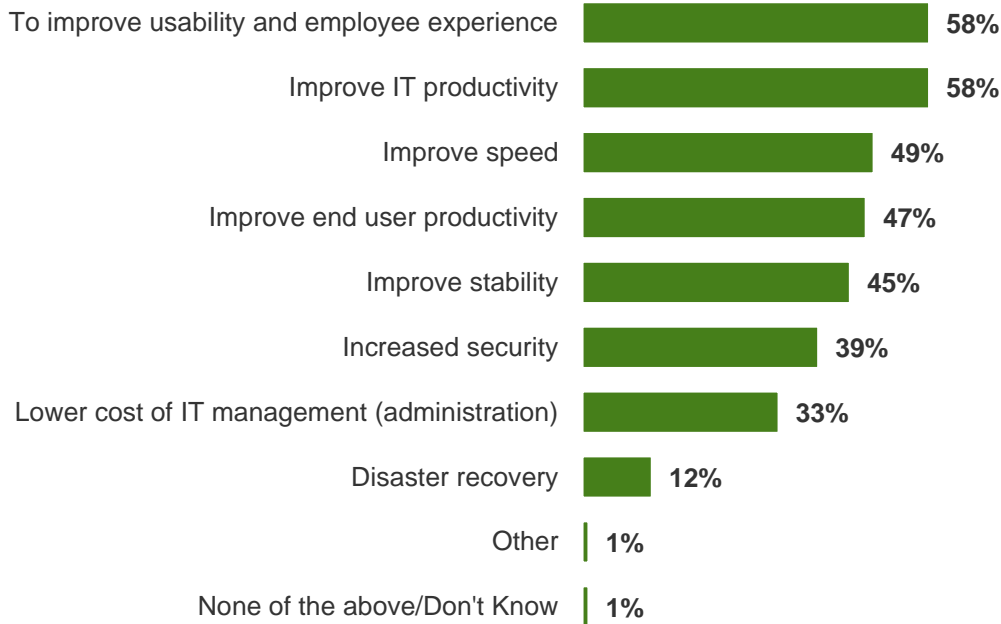 To improve usability and employee experience 58%
Improve IT productivity 58%
Improve speed 49%
Improve end user productivity 47%
Improve stability 45%
Increased security 39%
Lower cost of IT management (administration) 33%
Disaster recovery 12%
Other 1%
None of the above/Don't Know 1%